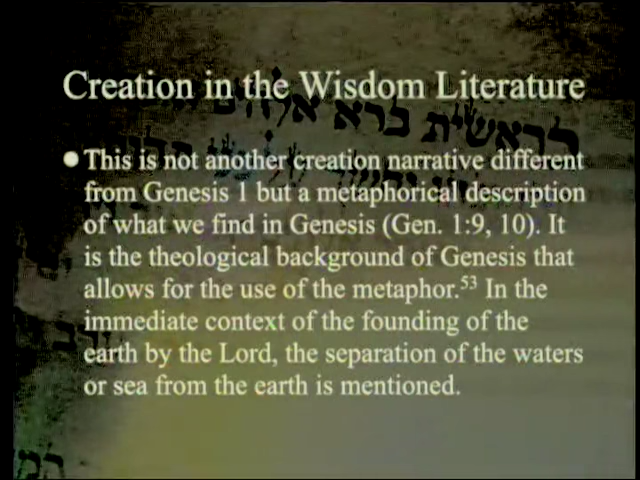 Creation in the Wisdom Literature
בראשית ברא אלהים
• This is not another creation narrative different
from Genesis 1 but a metaphorical description
of what we find in Genesis (Gen. 1:9, 10). It
is the theological background of Genesis that
allows for the use of the metaphor.53 In the
immediate context of the founding of the
earth by the Lord, the separation of the waters
or sea from the earth is mentioned.